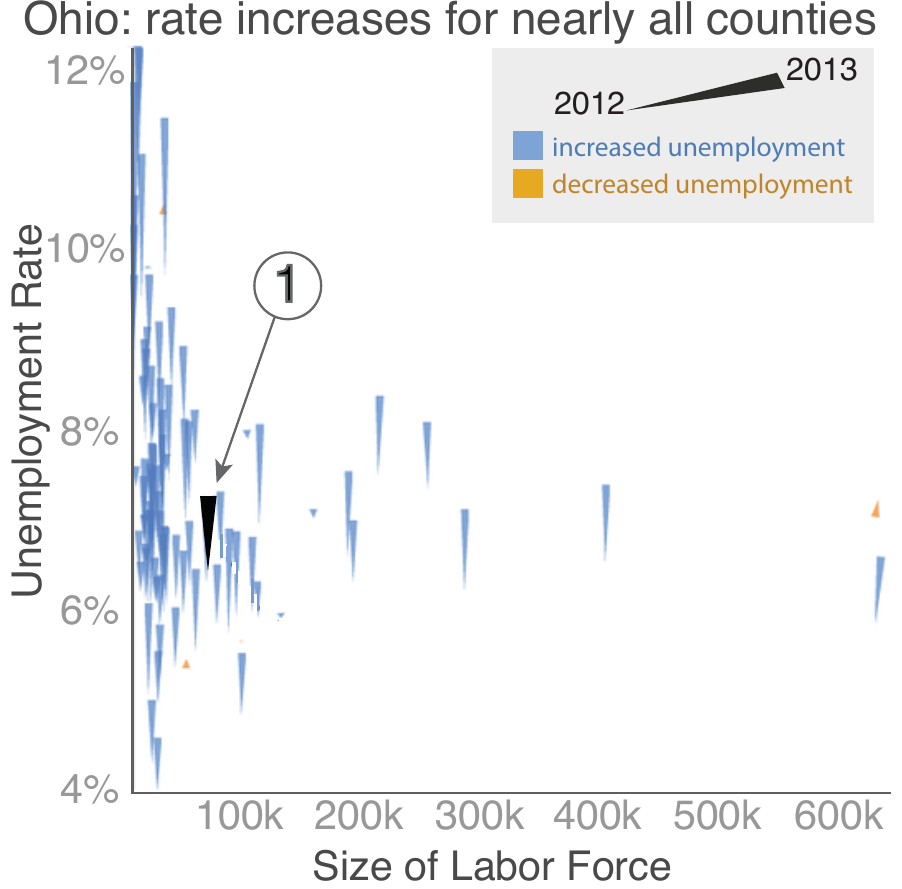 Ohio: rate increases for nearly all counties
12%
10%
8%
6%
4%
Unemployment Rate
2013
2012
increased unemployment
decreased unemployment
1
100k 200k 300k 400k 500k 600k
Size of Labor Force